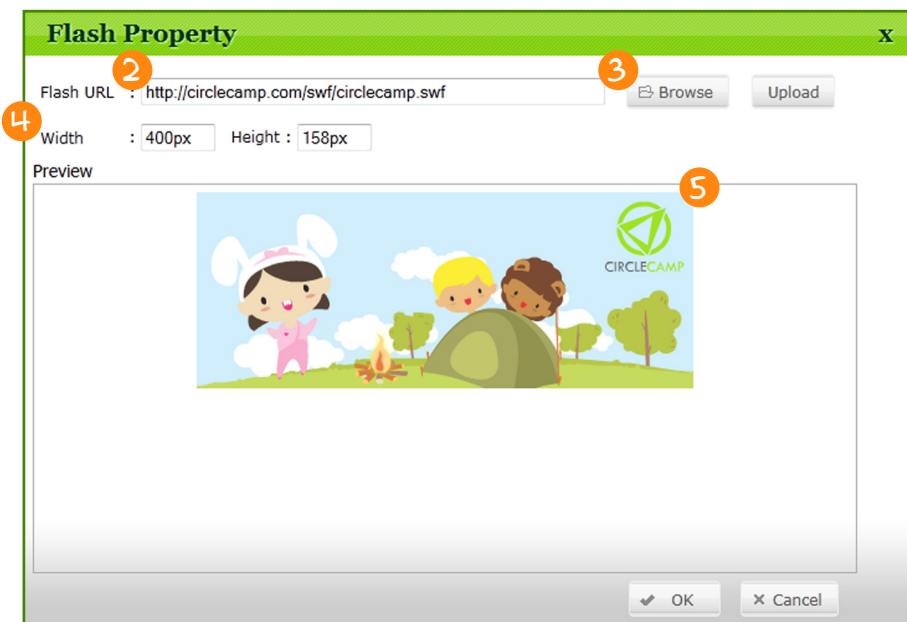 Flash Property x
2 3
Flash URL : http://circlecamp.com/swf/circlecamp.swf Browse Upload
4
Width : 400px Height : 158px
Preview
5
CIRCLECAMP
OK Cancel